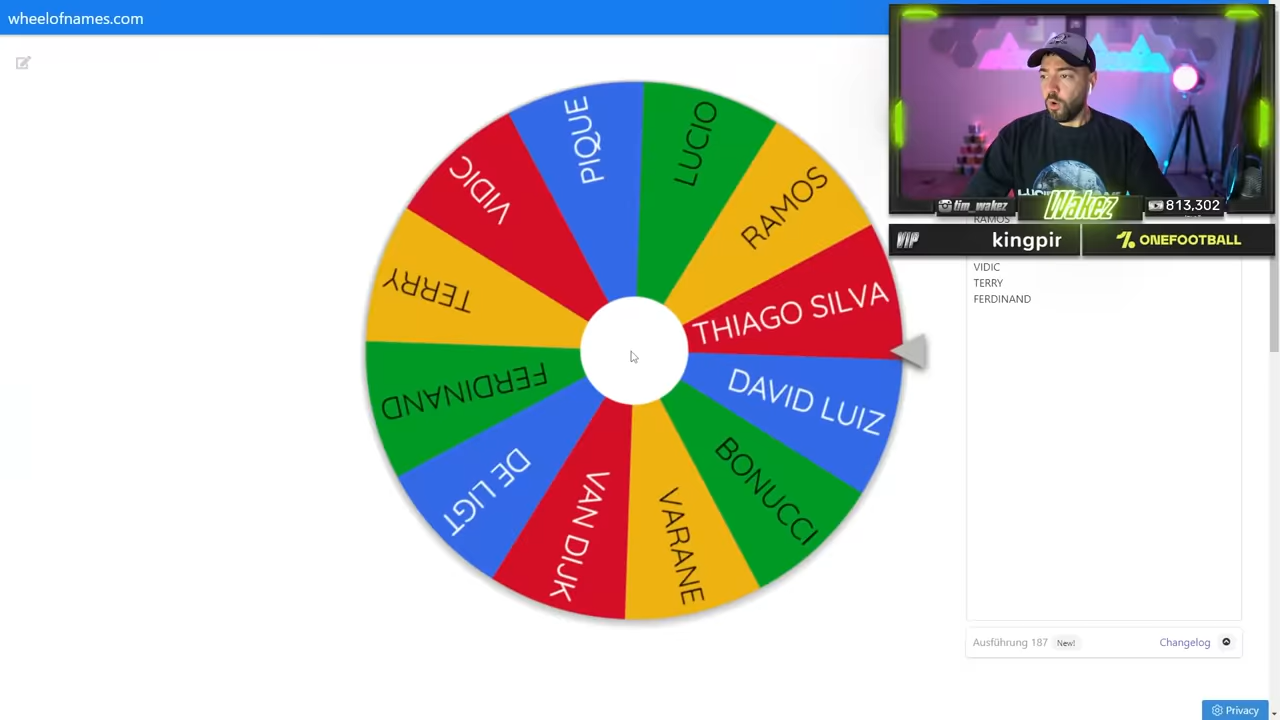 wheelofnames.com
PIQUE
LUCIO
RAMOS
THIAGO SILVA
DAVID LUIZ
BONUCCI
VARANE
VAN DIJK
DE LIGT
FERDINAND
TERRY
VIDIC
tim_wakez
Wakez
813,302
RAMOS
VIP
kingpir
ONEFOOTBALL
VIDIC
TERRY
FERDINAND
Ausführung 187
New!
Changelog
Privacy